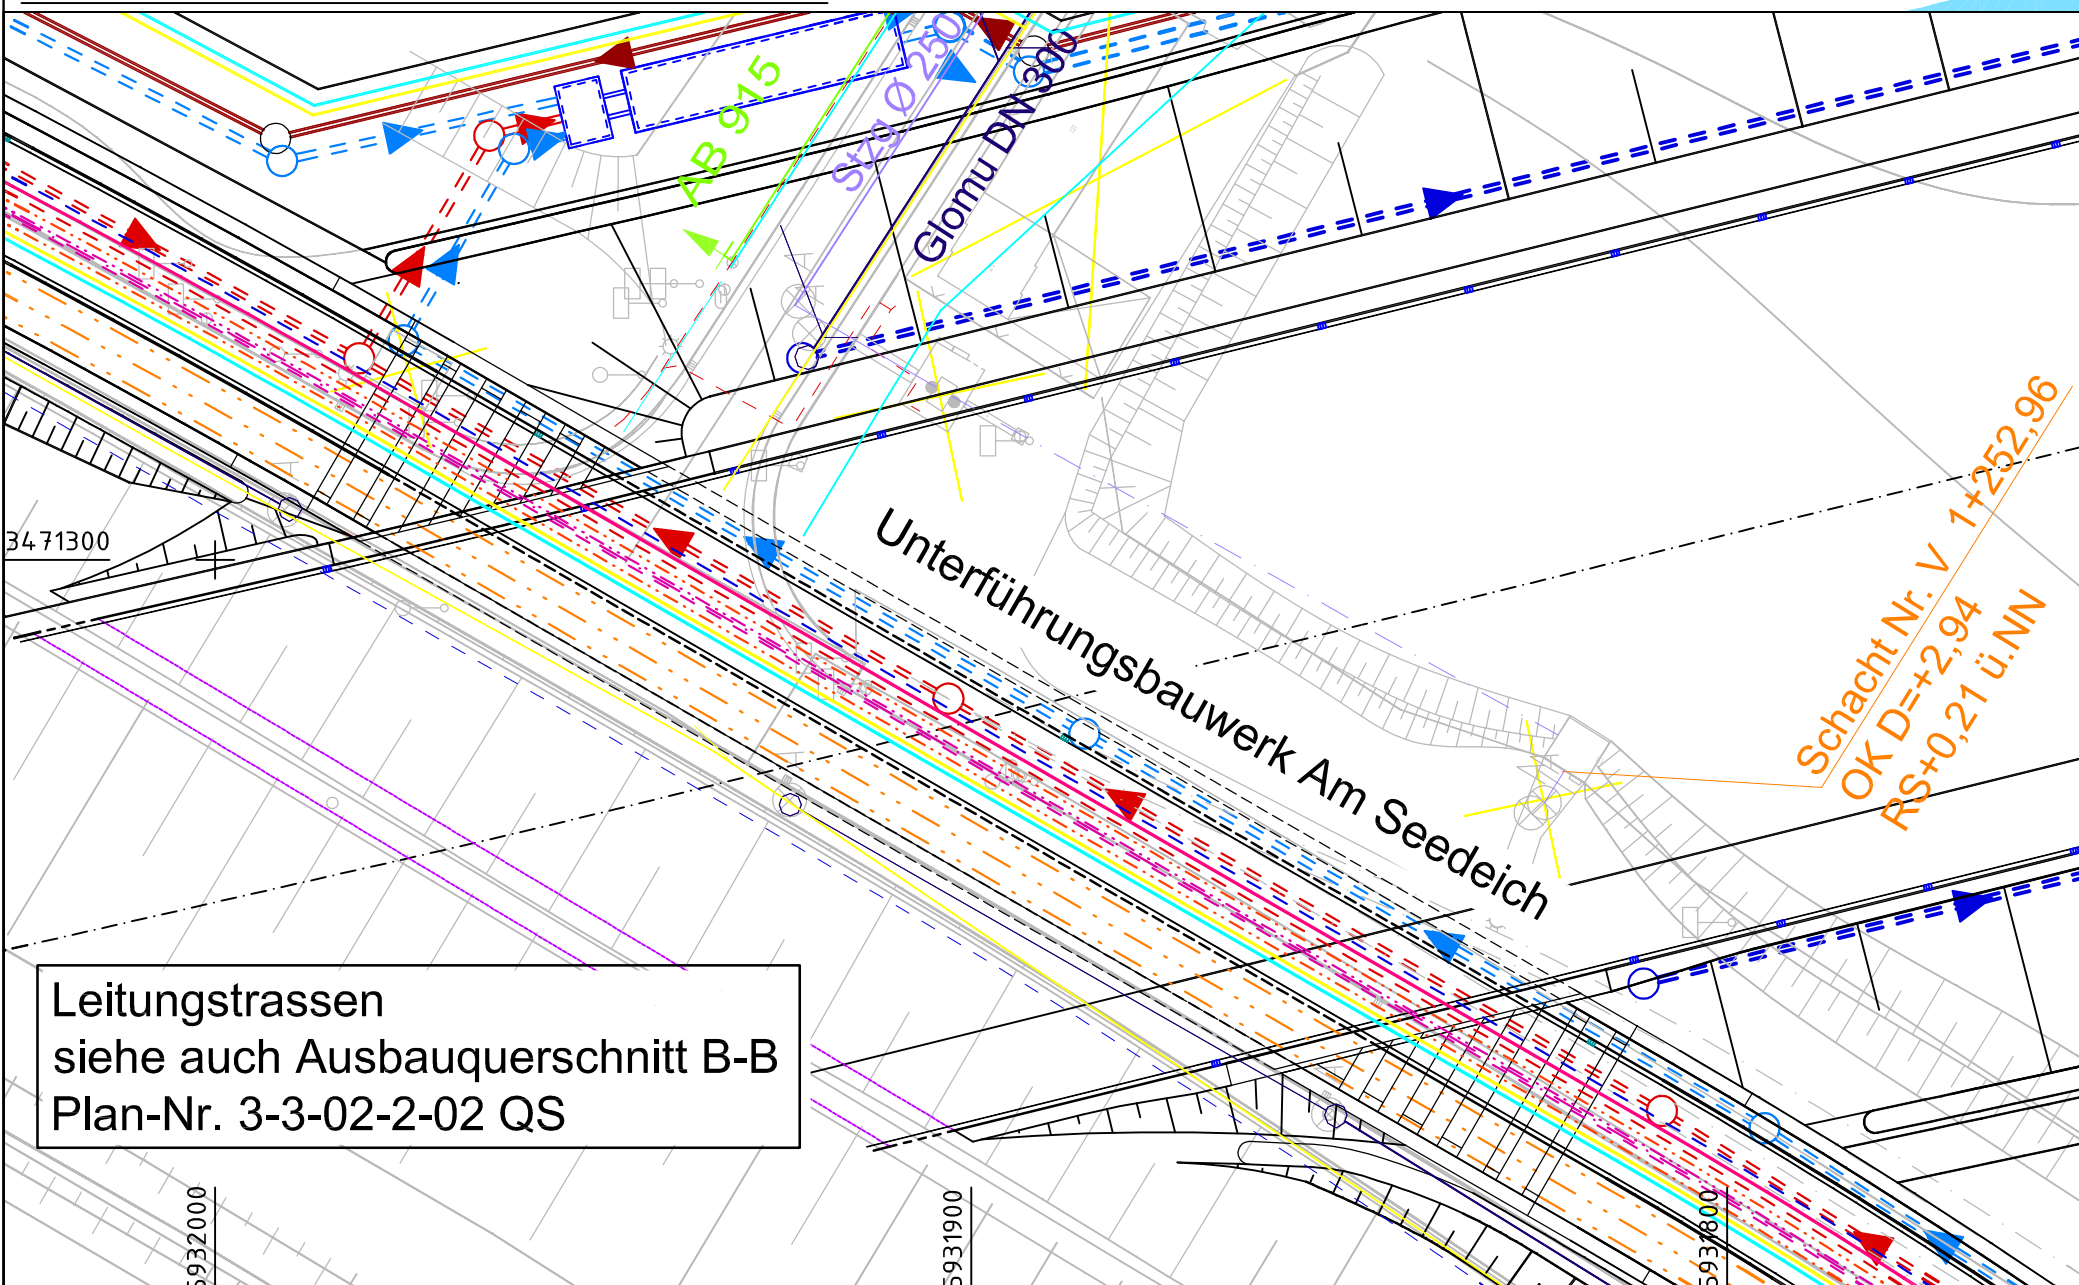 AB 915
Stzg Ø 250
Glomu DN 300
3471300
Unterführungsbauwerk Am Seedeich
Schacht Nr. V 1+252,96
OK D=+2,94
RS+0,21 ü.NN
Leitungstrassen
siehe auch Ausbauquerschnitt B-B
Plan-Nr. 3-3-02-2-02 QS
5932000
5931900
5931800